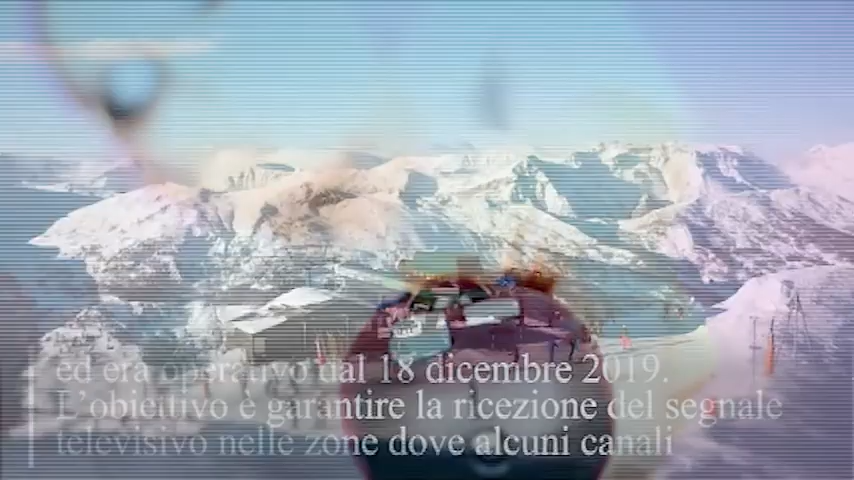 ed era operativo dal 18 dicembre 2019.
L'obiettivo è garantire la ricezione del segnale
televisivo nelle zone dove alcuni canali